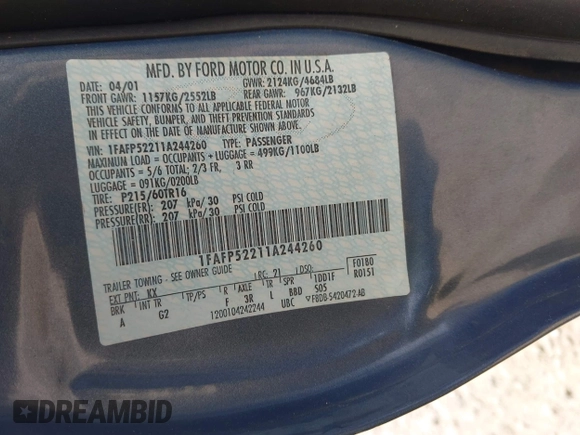 MFD. BY FORD MOTOR CO. IN U.S.A.
DATE: 04/01 GVWR: 2124KG/4684LB
FRONT GAWR: 1157KG/2552LB REAR GAWR: 967KG/2132LB
THIS VEHICLE CONFORMS TO ALL APPLICABLE FEDERAL MOTOR
VEHICLE SAFETY, BUMPER, AND THEFT PREVENTION STANDARDS
IN EFFECT ON THE DATE OF MANUFACTURE SHOWN ABOVE.
VIN: 1FAFP52211A244260 TYPE: PASSENGER
MAXIMUM LOAD = OCCUPANTS + LUGGAGE = 499KG/1100LB
OCCUPANTS = 5/6 TOTAL; 2/3 FR, 3 RR
LUGGAGE = 091KG/0200LB
TIRE: P215/60TR16
PRESSURE(FR): 207 kPa/30 PSI COLD
PRESSURE(RR): 207 kPa/30 PSI COLD
1FAFP52211A244260
TRAILER TOWING - SEE OWNER GUIDE RC: 21 DSO: F0180
EXT PNT: KX R0151
BRK INT TR TP/PS R AXLE TR SPR 1DD1F
A G2 F 3R L BBD 505
1200104242244 UBC F8DB-5420472-AB
DREAMBID